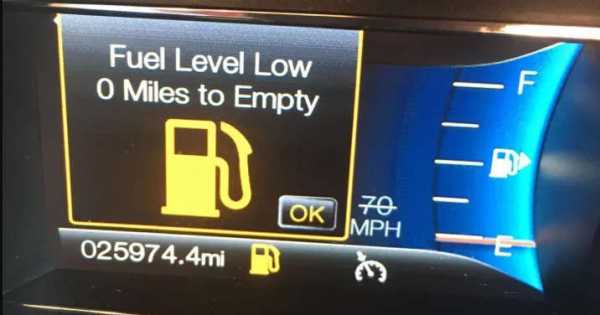 Fuel Level Low
0 Miles to Empty
OK
F
70
MPH
E
025974.4mi